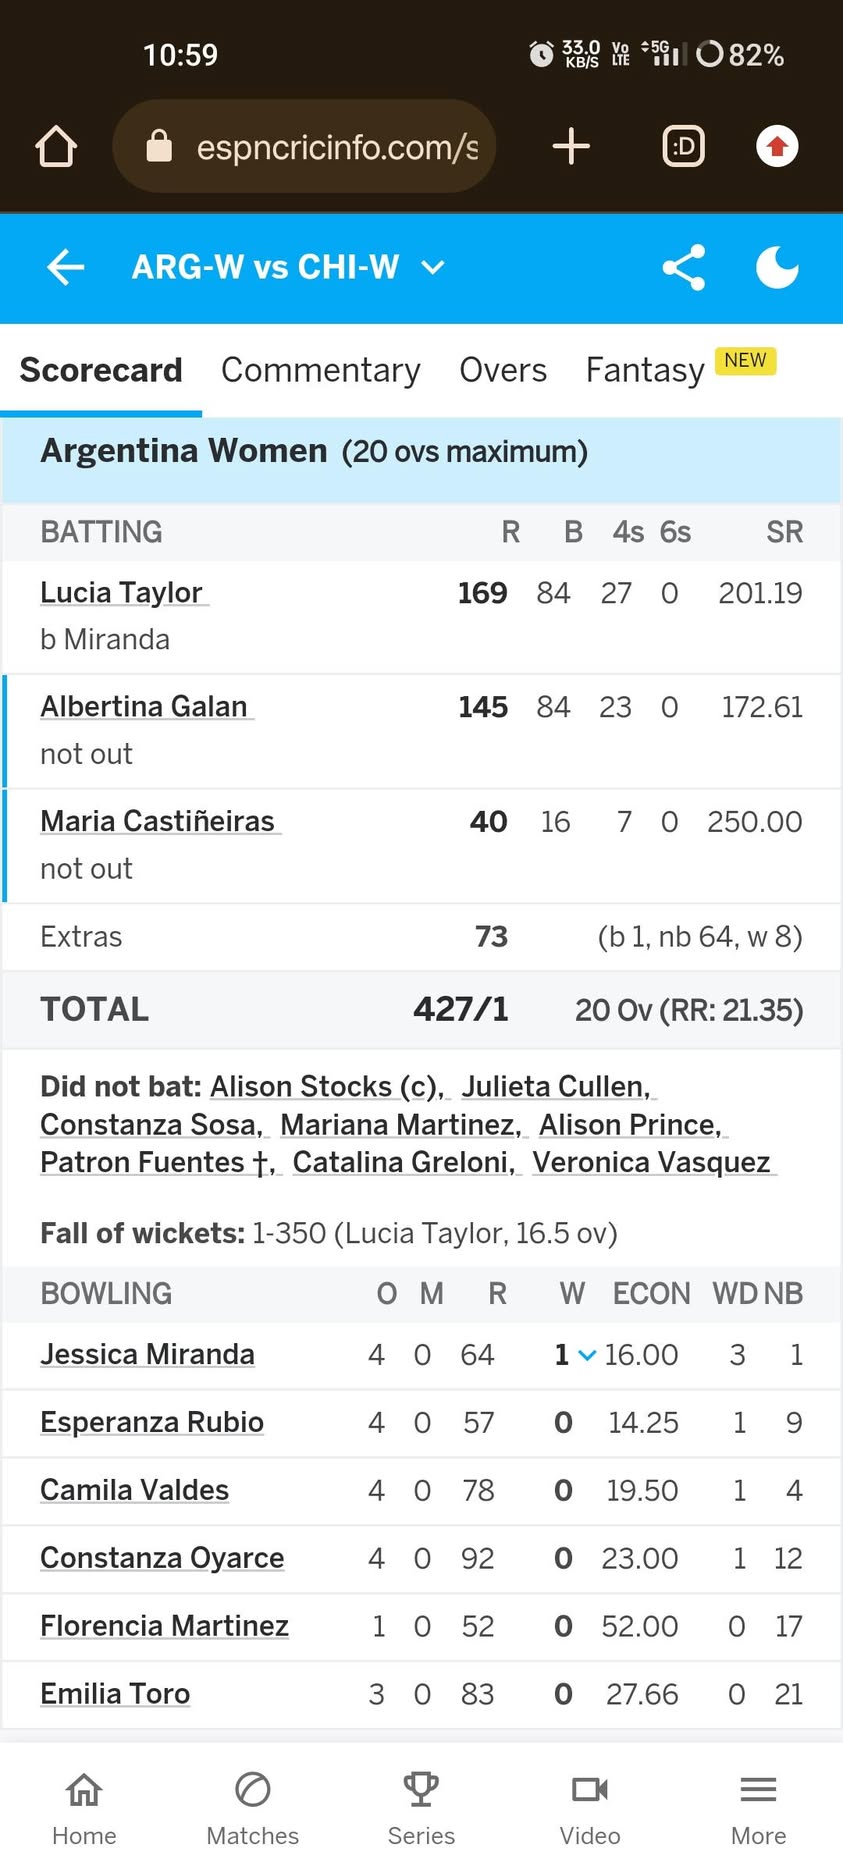 10:59 33.0 KB/S Vo LTE 5G 82%
espncricinfo.com/s :D
ARG-W vs CHI-W
Scorecard Commentary Overs Fantasy NEW
Argentina Women (20 ovs maximum)
BATTING R B 4s 6s SR
Lucia Taylor 169 84 27 0 201.19
b Miranda
Albertina Galan 145 84 23 0 172.61
not out
Maria Castiñeiras 40 16 7 0 250.00
not out
Extras 73 (b 1, nb 64, w 8)
TOTAL 427/1 20 Ov (RR: 21.35)
Did not bat: Alison Stocks (c), Julieta Cullen,
Constanza Sosa, Mariana Martinez, Alison Prince,
Patron Fuentes †, Catalina Greloni, Veronica Vasquez
Fall of wickets: 1-350 (Lucia Taylor, 16.5 ov)
BOWLING O M R W ECON WD NB
Jessica Miranda 4 0 64 1 16.00 3 1
Esperanza Rubio 4 0 57 0 14.25 1 9
Camila Valdes 4 0 78 0 19.50 1 4
Constanza Oyarce 4 0 92 0 23.00 1 12
Florencia Martinez 1 0 52 0 52.00 0 17
Emilia Toro 3 0 83 0 27.66 0 21
Home Matches Series Video More